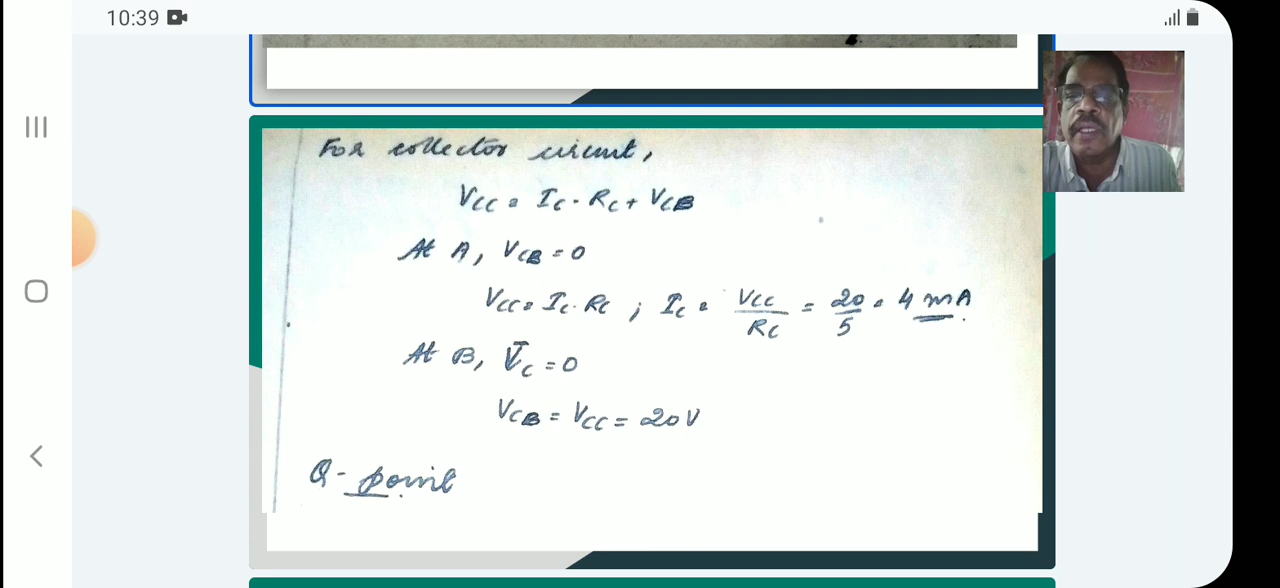 10:39
For collector circuit,
VCC = IC · RC + VCB
At A, VCB = 0
VCC = IC · RC ; IC = VCC / RC = 20 / 5 = 4 mA.
At B, IC = 0
VCB = VCC = 20V
Q - point